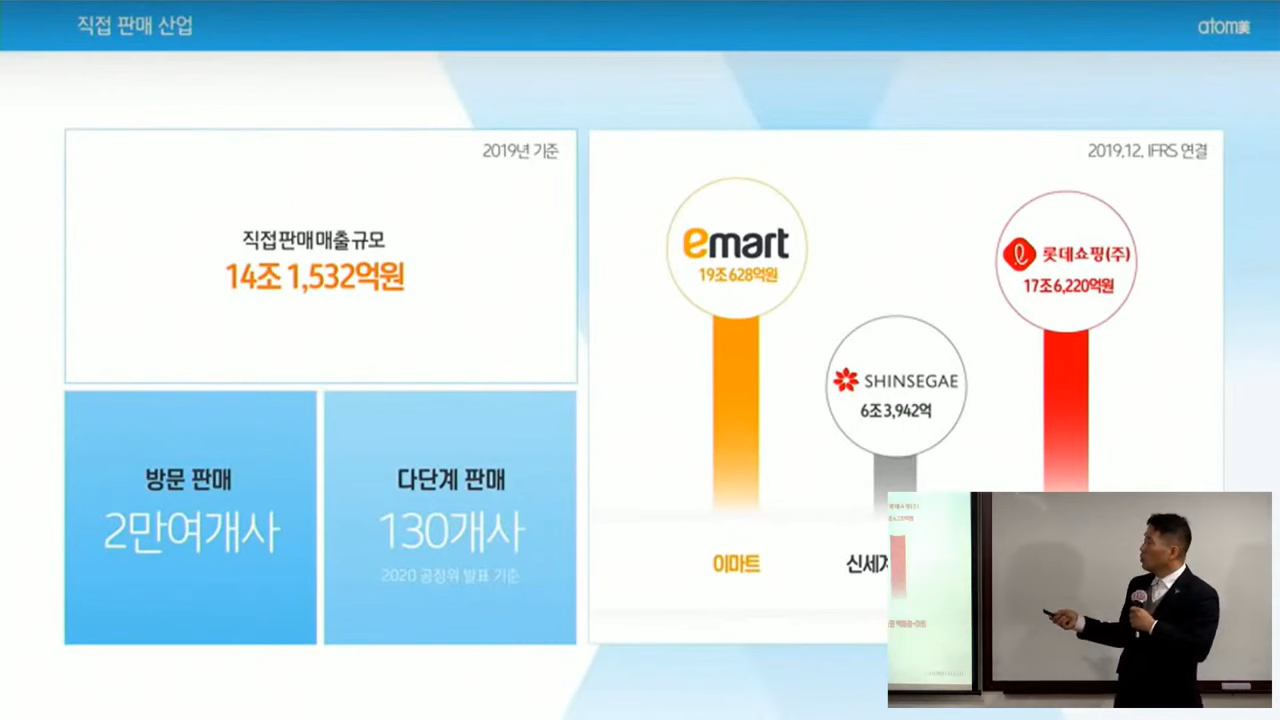 직접 판매 산업
atom美
2019년 기준
직접판매 매출 규모
14조 1,532억원
방문 판매
2만여개사
다단계 판매
130개사
2020 공정위 발표 기준
2019.12. IFRS 연결
emart
19조 628억원
SHINSEGAE
6조 3,942억
롯데쇼핑(주)
17조 6,220억원
이마트
신세계